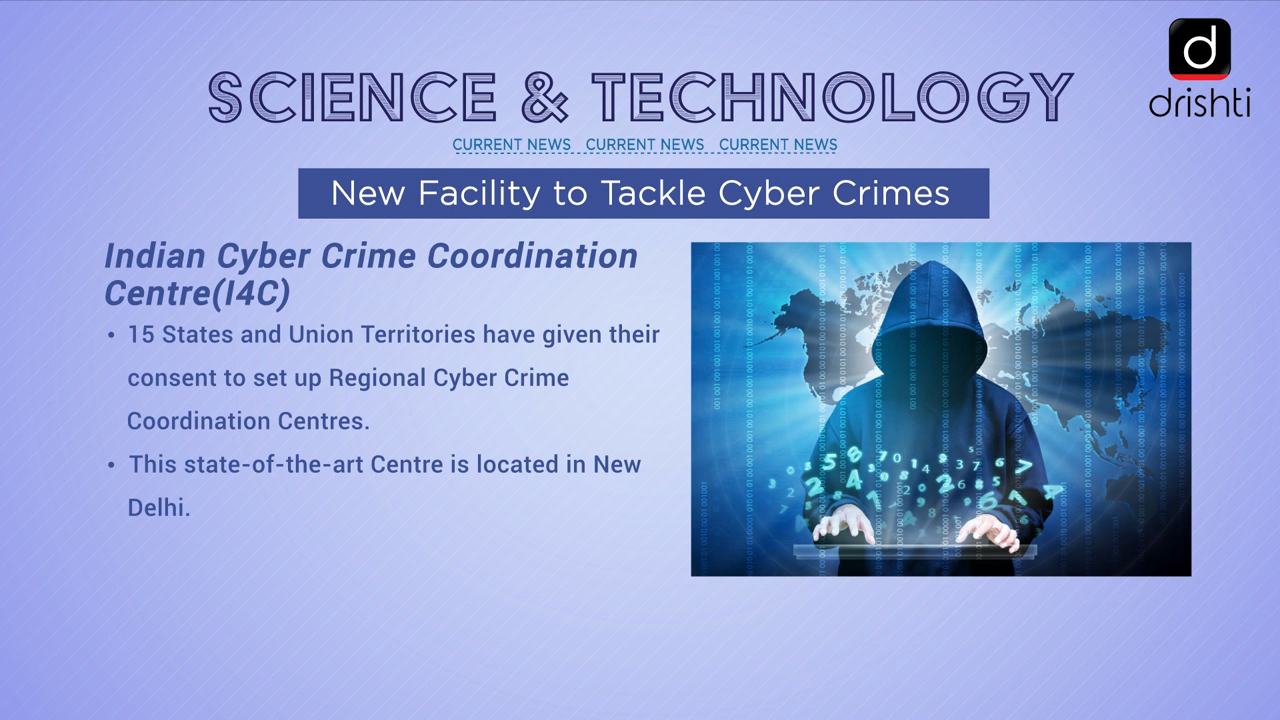 d
drishti
SCIENCE & TECHNOLOGY
CURRENT NEWS CURRENT NEWS CURRENT NEWS
New Facility to Tackle Cyber Crimes
Indian Cyber Crime Coordination
Centre(I4C)
• 15 States and Union Territories have given their
consent to set up Regional Cyber Crime
Coordination Centres.
• This state-of-the-art Centre is located in New
Delhi.